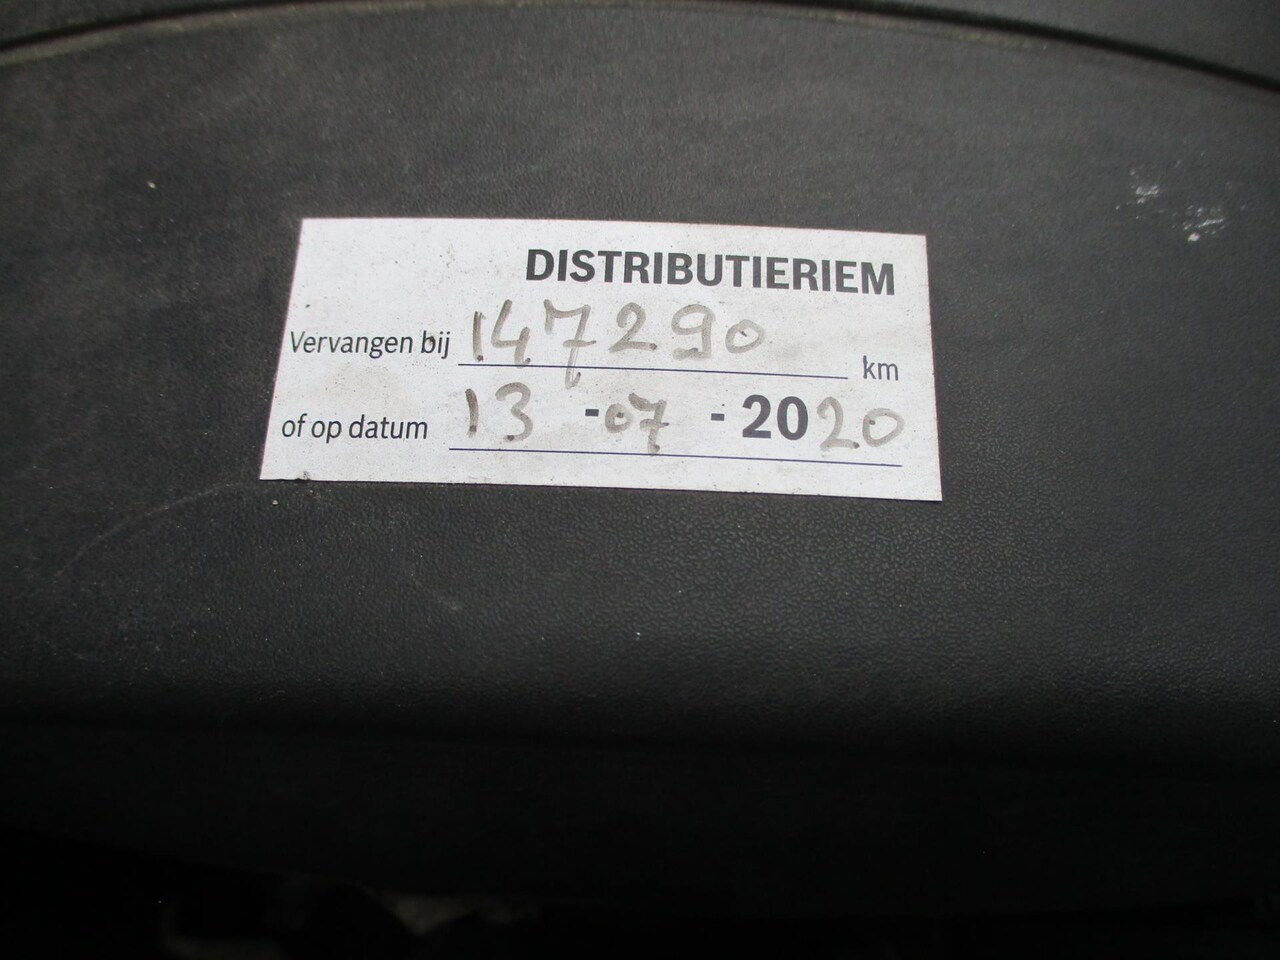 DISTRIBUTIERIEM
Vervangen bij 147290 km
of op datum 13 - 07 - 2020